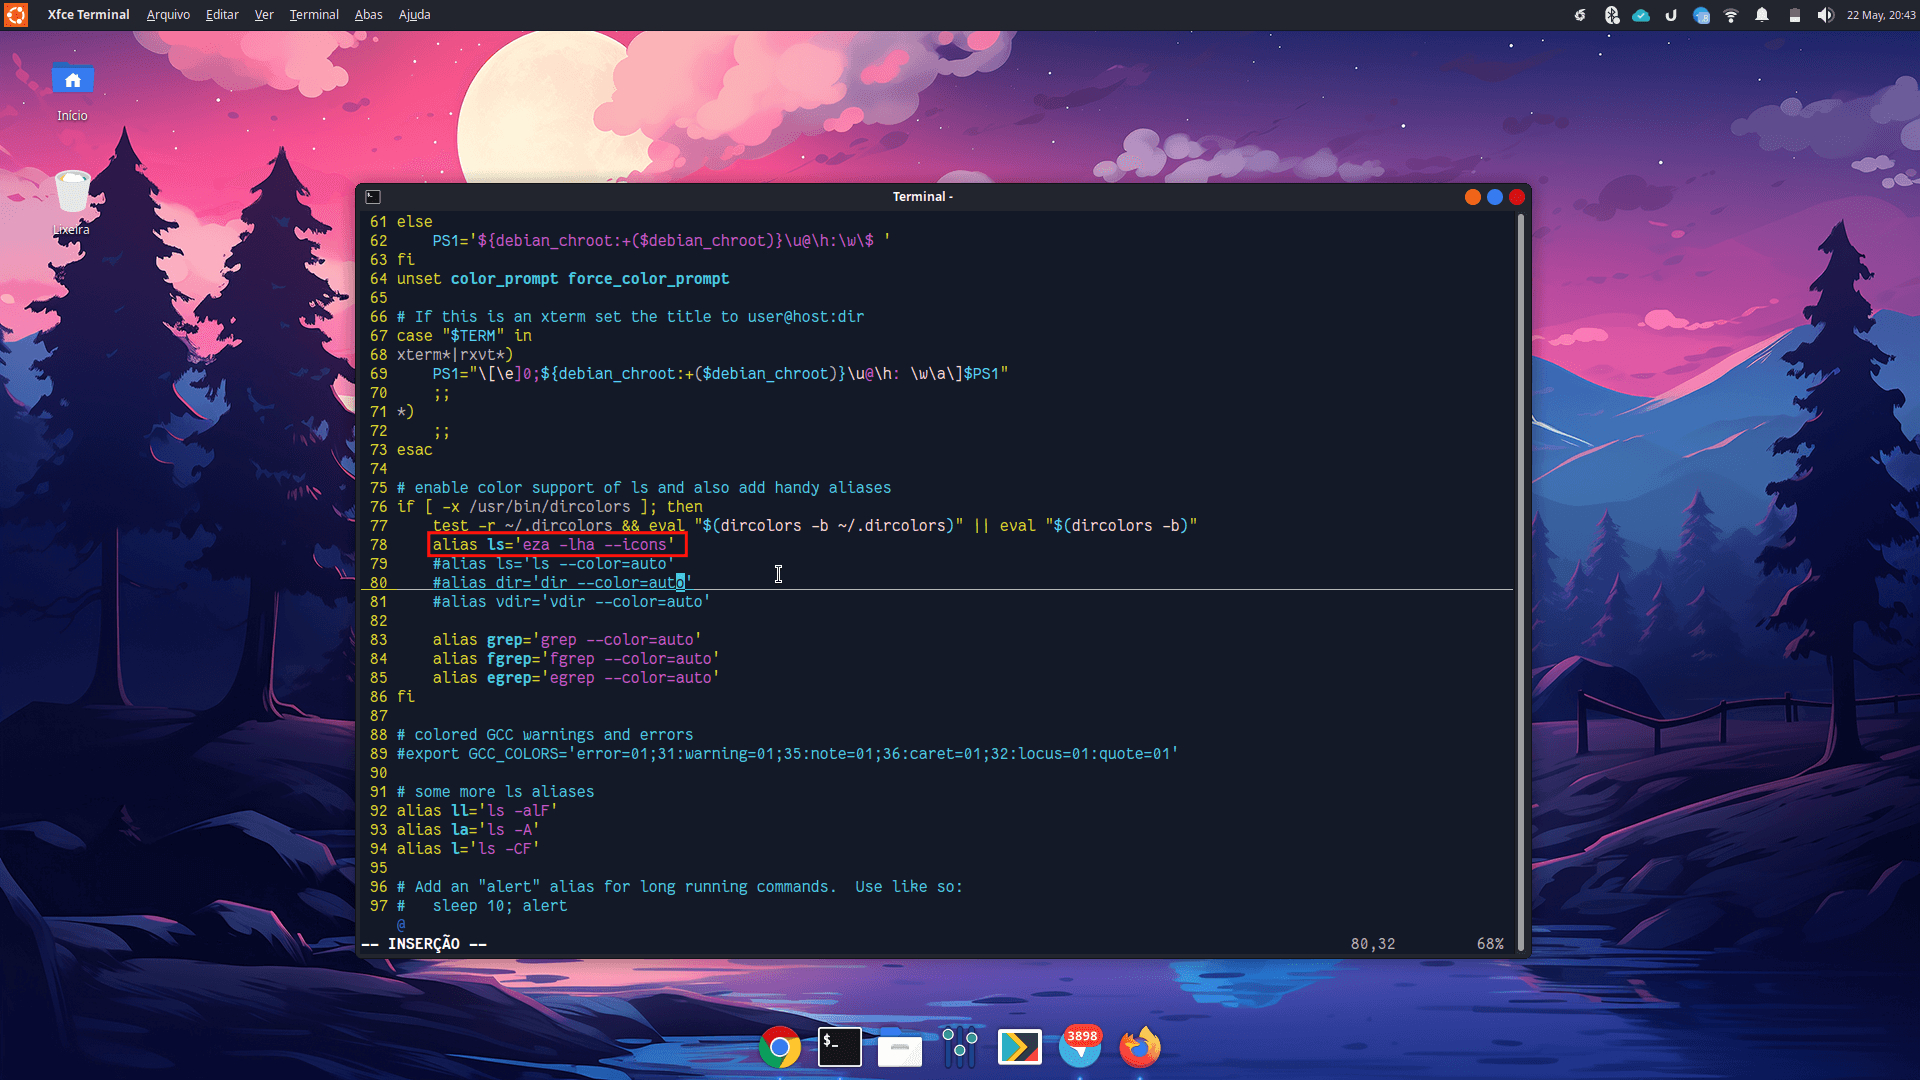 Xfce Terminal Arquivo Editar Ver Terminal Abas Ajuda 22 May, 20:43
Início
Lixeira
Terminal -
61 else
62     PS1='${debian_chroot:+($debian_chroot)}\u@\h:\w\$ '
63 fi
64 unset color_prompt force_color_prompt
65
66 # If this is an xterm set the title to user@host:dir
67 case "$TERM" in
68 xterm*|rxvt*)
69     PS1="\[\e]0;${debian_chroot:+($debian_chroot)}\u@\h: \w\a\]$PS1"
70     ;;
71 *)
72     ;;
73 esac
74
75 # enable color support of ls and also add handy aliases
76 if [ -x /usr/bin/dircolors ]; then
77     test -r ~/.dircolors && eval "$(dircolors -b ~/.dircolors)" || eval "$(dircolors -b)"
78     alias ls='eza -lha --icons'
79     #alias ls='ls --color=auto'
80     #alias dir='dir --color=auto'
81     #alias vdir='vdir --color=auto'
82
83     alias grep='grep --color=auto'
84     alias fgrep='fgrep --color=auto'
85     alias egrep='egrep --color=auto'
86 fi
87
88 # colored GCC warnings and errors
89 #export GCC_COLORS='error=01;31:warning=01;35:note=01;36:caret=01;32:locus=01:quote=01'
90
91 # some more ls aliases
92 alias ll='ls -alF'
93 alias la='ls -A'
94 alias l='ls -CF'
95
96 # Add an "alert" alias for long running commands.  Use like so:
97 #   sleep 10; alert
@
-- INSERÇÃO -- 80,32 68%
$_
3898